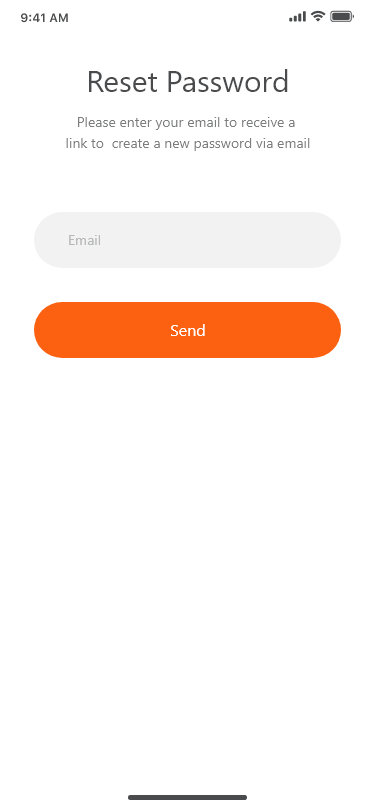 9:41 AM
Reset Password
Please enter your email to receive a
link to  create a new password via email
Email
Send